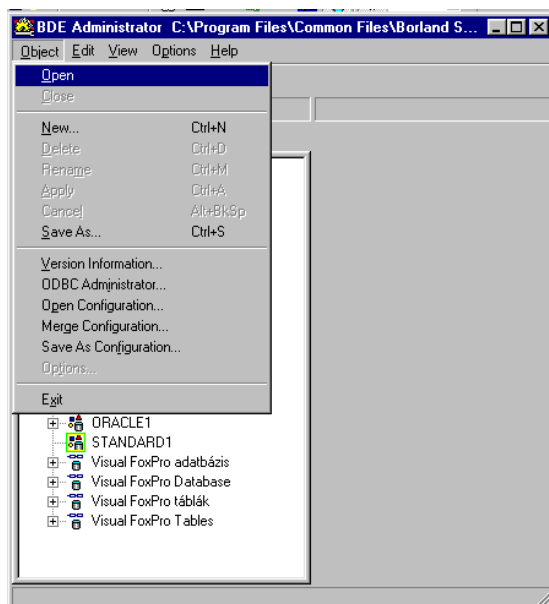 BDE Administrator C:\Program Files\Common Files\Borland S...
Object Edit View Options Help
Open
Close
New... Ctrl+N
Delete Ctrl+D
Rename Ctrl+M
Apply Ctrl+A
Cancel Alt+BkSp
Save As... Ctrl+S
Version Information...
ODBC Administrator...
Open Configuration...
Merge Configuration...
Save As Configuration...
Options...
Exit
ORACLE1
STANDARD1
Visual FoxPro adatbázis
Visual FoxPro Database
Visual FoxPro táblák
Visual FoxPro Tables